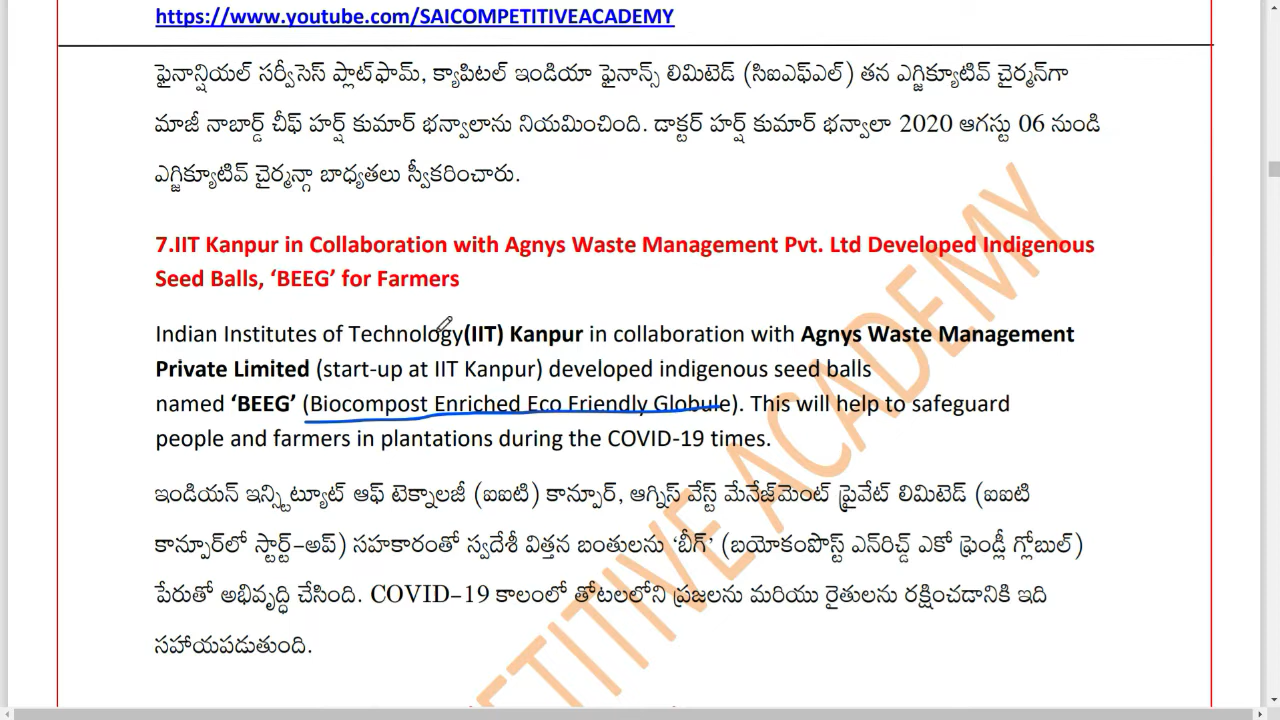 https://www.youtube.com/SAICOMPETITIVEACADEMY
ఫైనాన్షియల్ సర్వీసెస్ ప్లాట్‌ఫామ్, క్యాపిటల్ ఇండియా ఫైనాన్స్ లిమిటెడ్ (సిఐఎఫ్ఎల్) తన ఎగ్జిక్యూటివ్ చైర్మన్‌గా
మాజీ నాబార్డ్ చీఫ్ హర్ష్ కుమార్ భన్వాలాను నియమించింది. డాక్టర్ హర్ష్ కుమార్ భన్వాలా 2020 ఆగస్టు 06 నుండి
ఎగ్జిక్యూటివ్ చైర్మన్గా బాధ్యతలు స్వీకరించారు.
7.IIT Kanpur in Collaboration with Agnys Waste Management Pvt. Ltd Developed Indigenous
Seed Balls, ‘BEEG’ for Farmers
Indian Institutes of Technology(IIT) Kanpur in collaboration with Agnys Waste Management
Private Limited (start-up at IIT Kanpur) developed indigenous seed balls
named ‘BEEG’ (Biocompost Enriched Eco Friendly Globule). This will help to safeguard
people and farmers in plantations during the COVID-19 times.
ఇండియన్ ఇన్స్టిట్యూట్ ఆఫ్ టెక్నాలజీ (ఐఐటి) కాన్పూర్, ఆగ్నిస్ వేస్ట్ మేనేజ్‌మెంట్ ప్రైవేట్ లిమిటెడ్ (ఐఐటి
కాన్పూర్‌లో స్టార్ట్-అప్) సహకారంతో స్వదేశీ విత్తన బంతులను ‘బీగ్’ (బయోకంపోస్ట్ ఎన్‌రిచ్డ్ ఎకో ఫ్రెండ్లీ గ్లోబుల్)
పేరుతో అభివృద్ధి చేసింది. COVID-19 కాలంలో తోటలలోని ప్రజలను మరియు రైతులను రక్షించడానికి ఇది
సహాయపడుతుంది.
ETITIVE ACADEMY